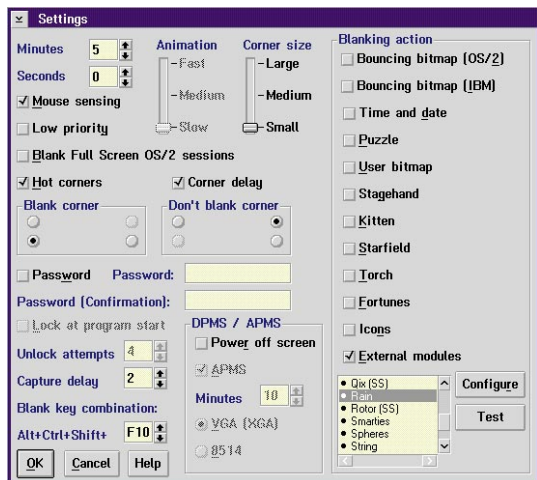 Settings
Minutes 5
Seconds 0
Mouse sensing
Low priority
Blank Full Screen OS/2 sessions
Hot corners
Corner delay
Animation
Fast
Medium
Slow
Corner size
Large
Medium
Small
Blank corner
Don't blank corner
Password Password:
Password (Confirmation):
Lock at program start
Unlock attempts 4
Capture delay 2
Blank key combination:
Alt+Ctrl+Shift+ F10
OK Cancel Help
DPMS / APMS
Power off screen
APMS
Minutes 10
VGA (XGA)
8514
Blanking action
Bouncing bitmap (OS/2)
Bouncing bitmap (IBM)
Time and date
Puzzle
User bitmap
Stagehand
Kitten
Starfield
Torch
Fortunes
Icons
External modules
Qix (SS)
Rain
Rotor (SS)
Smarties
Spheres
String
Configure
Test